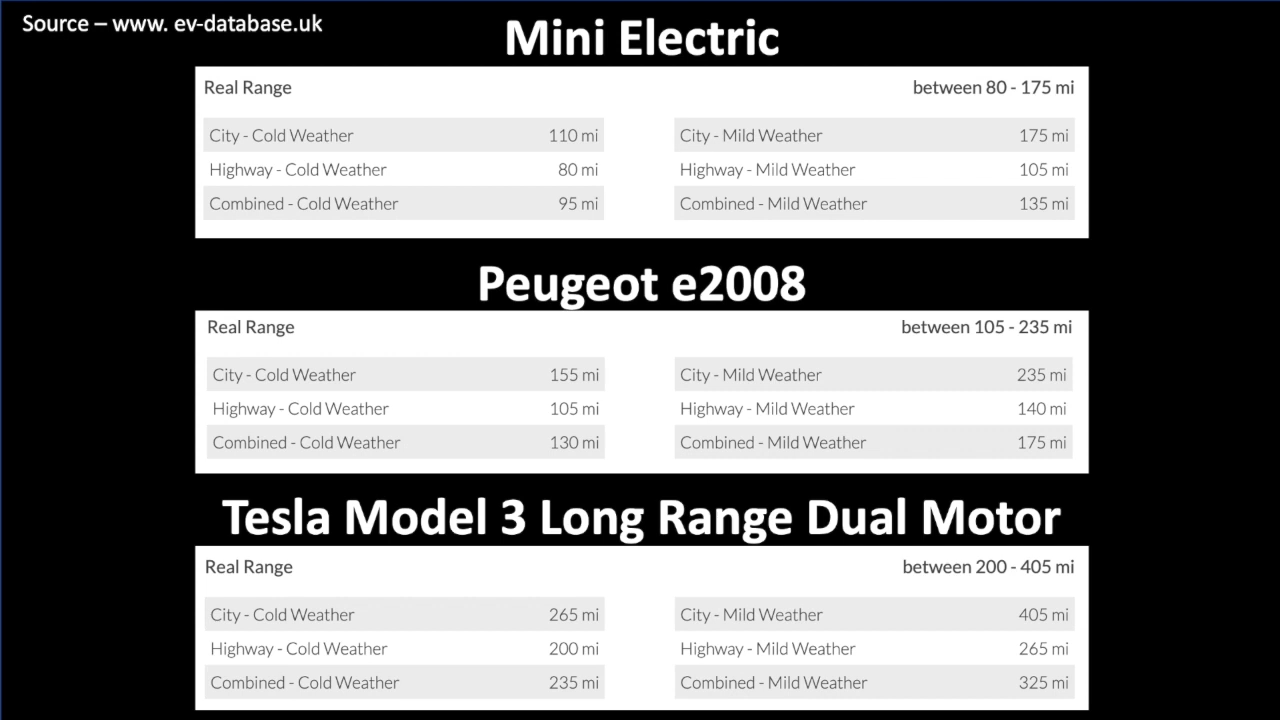 Source – www. ev-database.uk
Mini Electric
Real Range between 80 - 175 mi
City - Cold Weather 110 mi City - Mild Weather 175 mi
Highway - Cold Weather 80 mi Highway - Mild Weather 105 mi
Combined - Cold Weather 95 mi Combined - Mild Weather 135 mi
Peugeot e2008
Real Range between 105 - 235 mi
City - Cold Weather 155 mi City - Mild Weather 235 mi
Highway - Cold Weather 105 mi Highway - Mild Weather 140 mi
Combined - Cold Weather 130 mi Combined - Mild Weather 175 mi
Tesla Model 3 Long Range Dual Motor
Real Range between 200 - 405 mi
City - Cold Weather 265 mi City - Mild Weather 405 mi
Highway - Cold Weather 200 mi Highway - Mild Weather 265 mi
Combined - Cold Weather 235 mi Combined - Mild Weather 325 mi